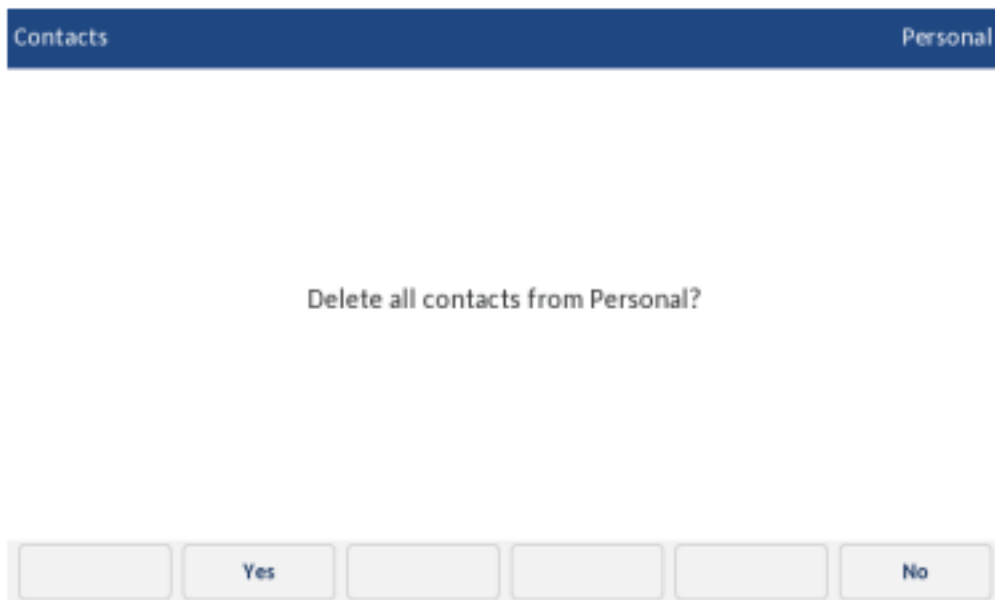 Contacts Personal
Delete all contacts from Personal?
Yes No